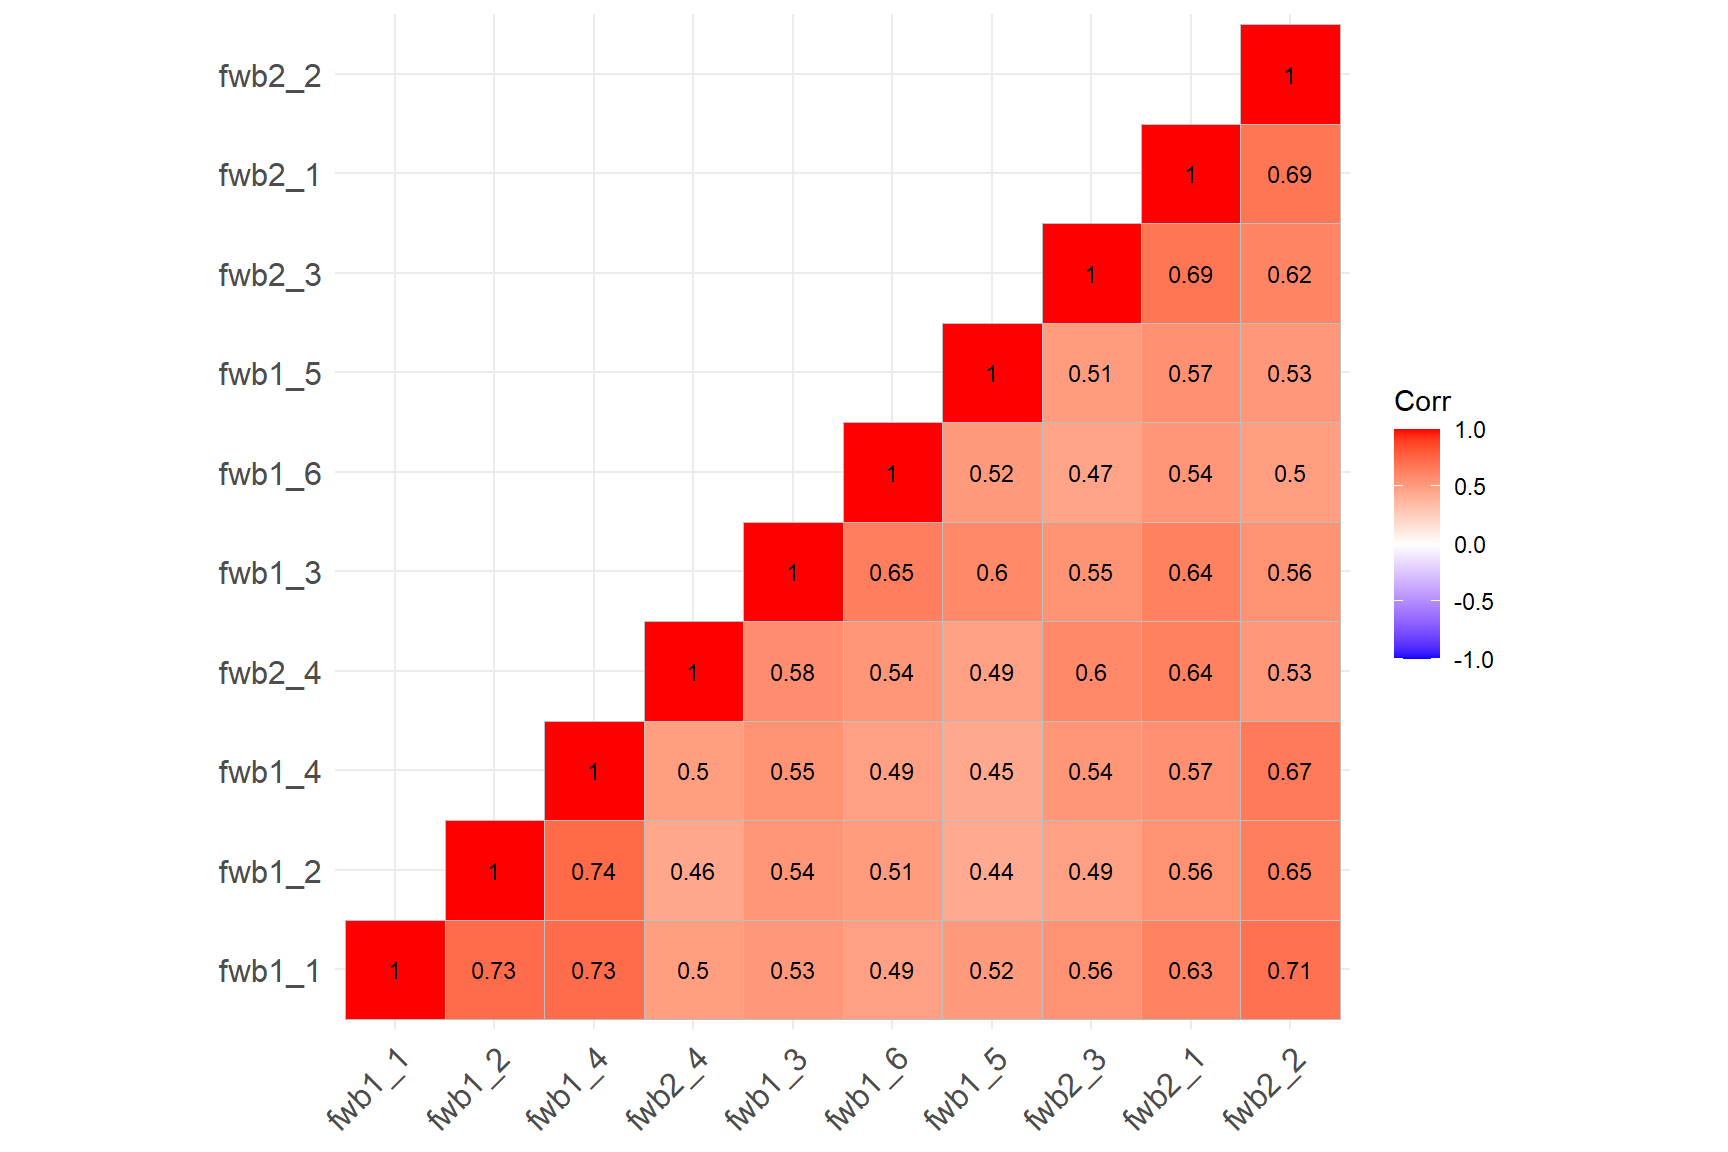 fwb2_2 1
fwb2_1 1 0.69
fwb2_3 1 0.69 0.62
fwb1_5 1 0.51 0.57 0.53
fwb1_6 1 0.52 0.47 0.54 0.5
fwb1_3 1 0.65 0.6 0.55 0.64 0.56
fwb2_4 1 0.58 0.54 0.49 0.6 0.64 0.53
fwb1_4 1 0.5 0.55 0.49 0.45 0.54 0.57 0.67
fwb1_2 1 0.74 0.46 0.54 0.51 0.44 0.49 0.56 0.65
fwb1_1 1 0.73 0.73 0.5 0.53 0.49 0.52 0.56 0.63 0.71
fwb1_1 fwb1_2 fwb1_4 fwb2_4 fwb1_3 fwb1_6 fwb1_5 fwb2_3 fwb2_1 fwb2_2
Corr
1.0
0.5
0.0
-0.5
-1.0